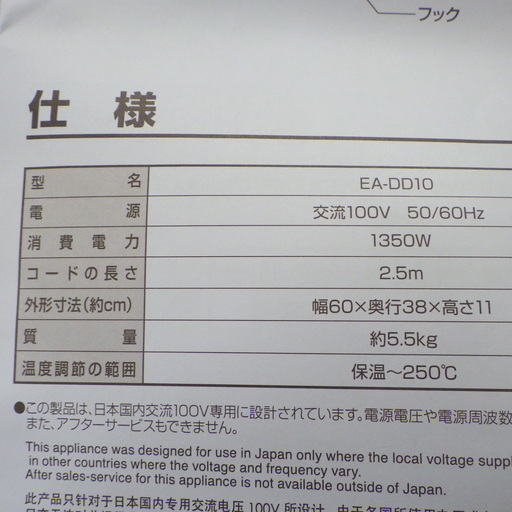 フック
仕様
型名 EA-DD10
電源 交流100V 50/60Hz
消費電力 1350W
コードの長さ 2.5m
外形寸法(約cm) 幅60×奥行38×高さ11
質量 約5.5kg
温度調節の範囲 保温～250℃
●この製品は、日本国内交流100V専用に設計されています。電源電圧や電源周波数
また、アフターサービスもできません。
This appliance was designed for use in Japan only where the local voltage suppl
in other countries where the voltage and frequency vary.
After sales-service for this appliance is not available outside of Japan.
此产品只针对于日本国内专用交流电压100V所设计